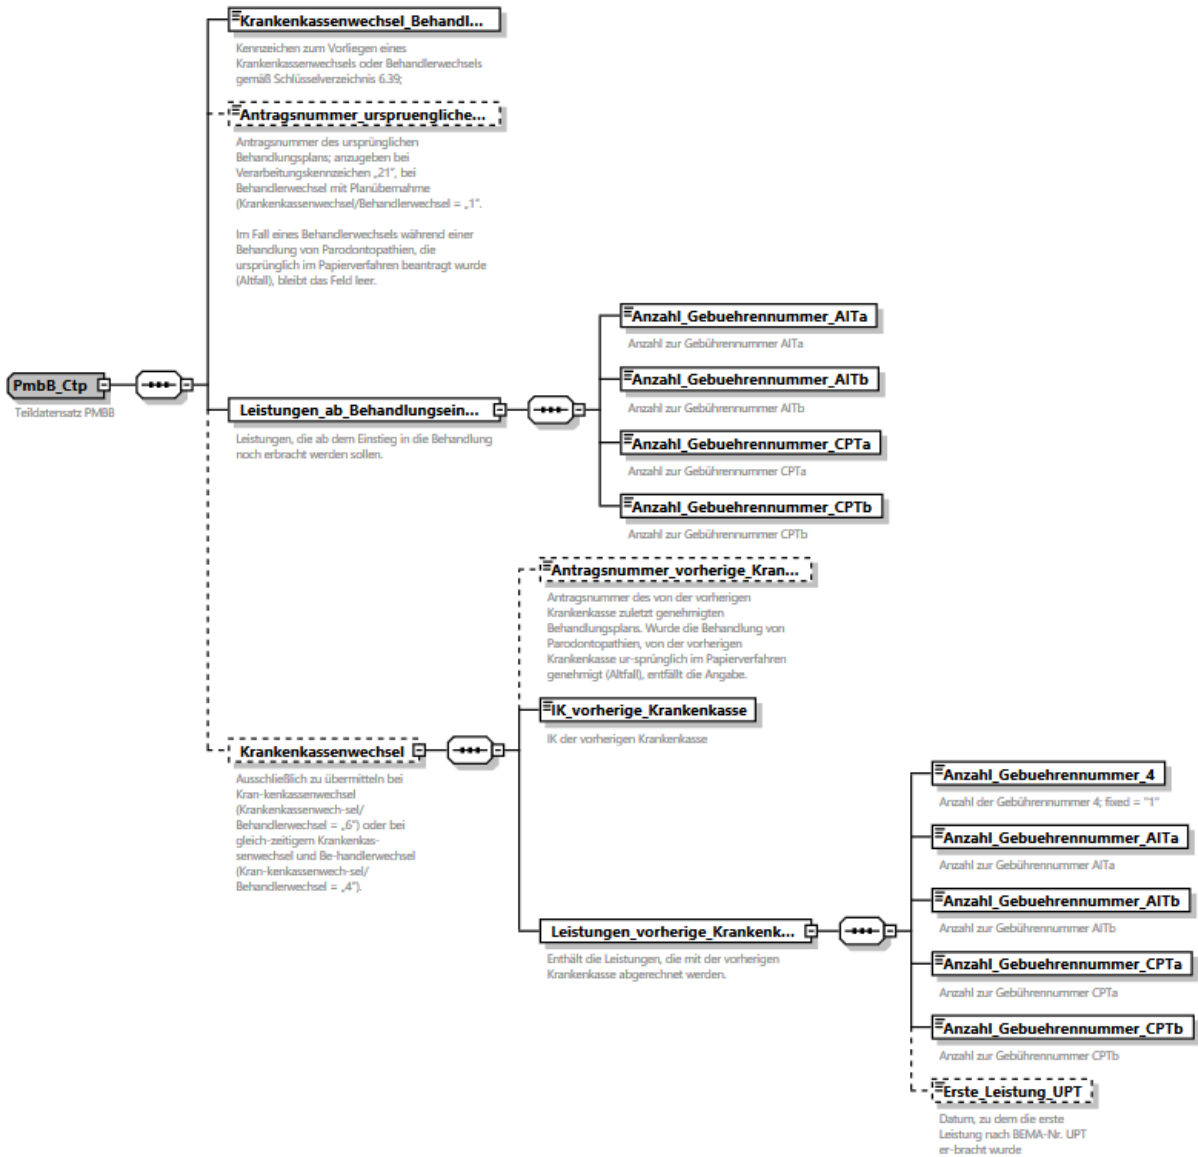 Krankenkassenwechsel_Behandl...
Kennzeichen zum Vorliegen eines
Krankenkassenwechsels oder Behandlerwechsels
gemäß Schlüsselverzeichnis 6.39;
Antragsnummer_urspruengliche...
Antragsnummer des ursprünglichen
Behandlungsplans; anzugeben bei
Verarbeitungskennzeichen „21“, bei
Behandlerwechsel mit Planübernahme
(Krankenkassenwechsel/Behandlerwechsel = „1“.
Im Fall eines Behandlerwechsels während einer
Behandlung von Parodontopathien, die
ursprünglich im Papierverfahren beantragt wurde
(Altfall), bleibt das Feld leer.
PmbB_Ctp
Teildatensatz PMBB
Leistungen_ab_Behandlungsein...
Leistungen, die ab dem Einstieg in die Behandlung
noch erbracht werden sollen.
Anzahl_Gebuehrennummer_AITa
Anzahl zur Gebührennummer AITa
Anzahl_Gebuehrennummer_AITb
Anzahl zur Gebührennummer AITb
Anzahl_Gebuehrennummer_CPTa
Anzahl zur Gebührennummer CPTa
Anzahl_Gebuehrennummer_CPTb
Anzahl zur Gebührennummer CPTb
Krankenkassenwechsel
Ausschließlich zu übermitteln bei
Kran-kenkassenwechsel
(Krankenkassenwech-sel/
Behandlerwechsel = „6“) oder bei
gleich-zeitigem Krankenkas-
senwechsel und Be-handlerwechsel
(Kran-kenkassenwech-sel/
Behandlerwechsel = „4“).
Antragsnummer_vorherige_Kran...
Antragsnummer des von der vorherigen
Krankenkasse zuletzt genehmigten
Behandlungsplans. Wurde die Behandlung von
Parodontopathien, von der vorherigen
Krankenkasse ur-sprünglich im Papierverfahren
genehmigt (Altfall), entfällt die Angabe.
IK_vorherige_Krankenkasse
IK der vorherigen Krankenkasse
Leistungen_vorherige_Krankenk...
Enthält die Leistungen, die mit der vorherigen
Krankenkasse abgerechnet werden.
Anzahl_Gebuehrennummer_4
Anzahl der Gebührennummer 4; fixed = "1"
Anzahl_Gebuehrennummer_AITa
Anzahl zur Gebührennummer AITa
Anzahl_Gebuehrennummer_AITb
Anzahl zur Gebührennummer AITb
Anzahl_Gebuehrennummer_CPTa
Anzahl zur Gebührennummer CPTa
Anzahl_Gebuehrennummer_CPTb
Anzahl zur Gebührennummer CPTb
Erste_Leistung_UPT
Datum, zu dem die erste
Leistung nach BEMA-Nr. UPT
er-bracht wurde